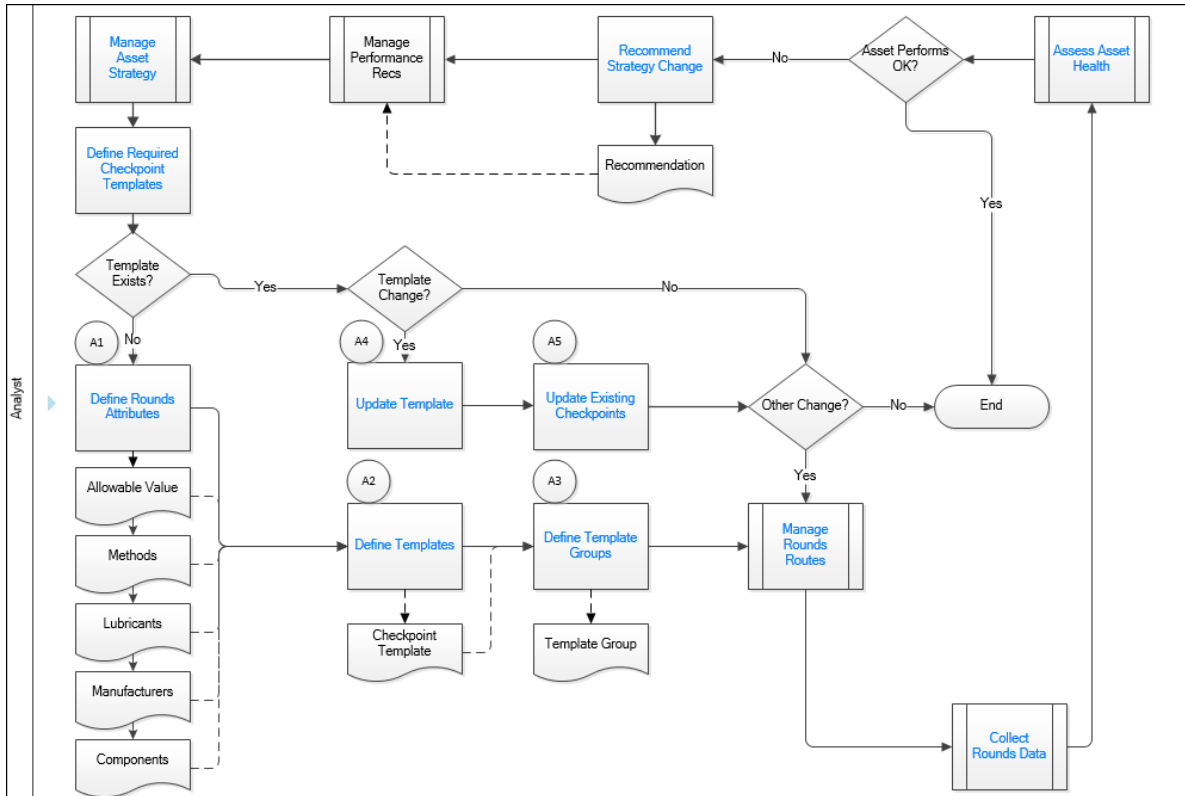 Analyst
Manage
Asset
Strategy
Manage
Performance
Recs
Recommend
Strategy Change
No
Asset Performs
OK?
Assess Asset
Health
Define Required
Checkpoint
Templates
Recommendation
Yes
Template
Exists?
Yes
Template
Change?
No
No
Yes
A1
A4
A5
Define Rounds
Attributes
Update Template
Update Existing
Checkpoints
Other Change?
No
End
Yes
Allowable Value
A2
A3
Methods
Define Templates
Define Template
Groups
Manage
Rounds
Routes
Lubricants
Checkpoint
Template
Template Group
Manufacturers
Components
Collect
Rounds Data